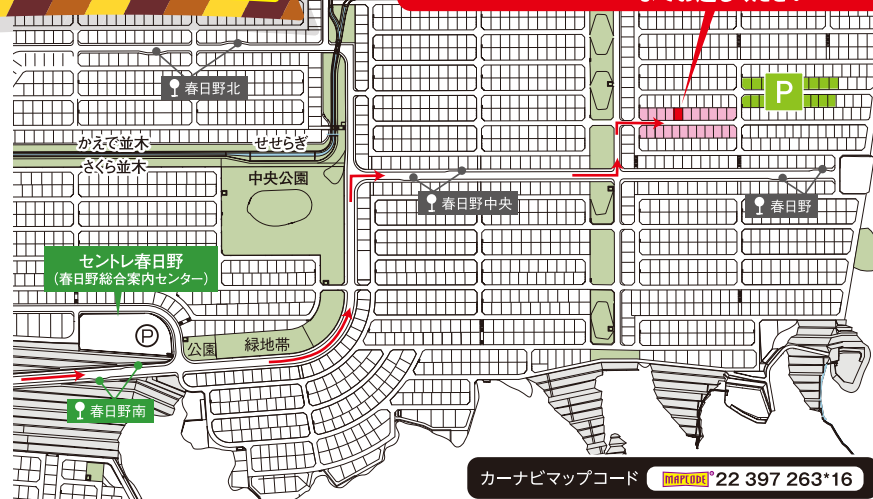 春日野北
かえで並木
せせらぎ
さくら並木
中央公園
春日野中央
春日野
P
セントレ春日野
(春日野総合案内センター)
P
公園
緑地帯
春日野南
カーナビマップコード MAPCODE 22 397 263*16